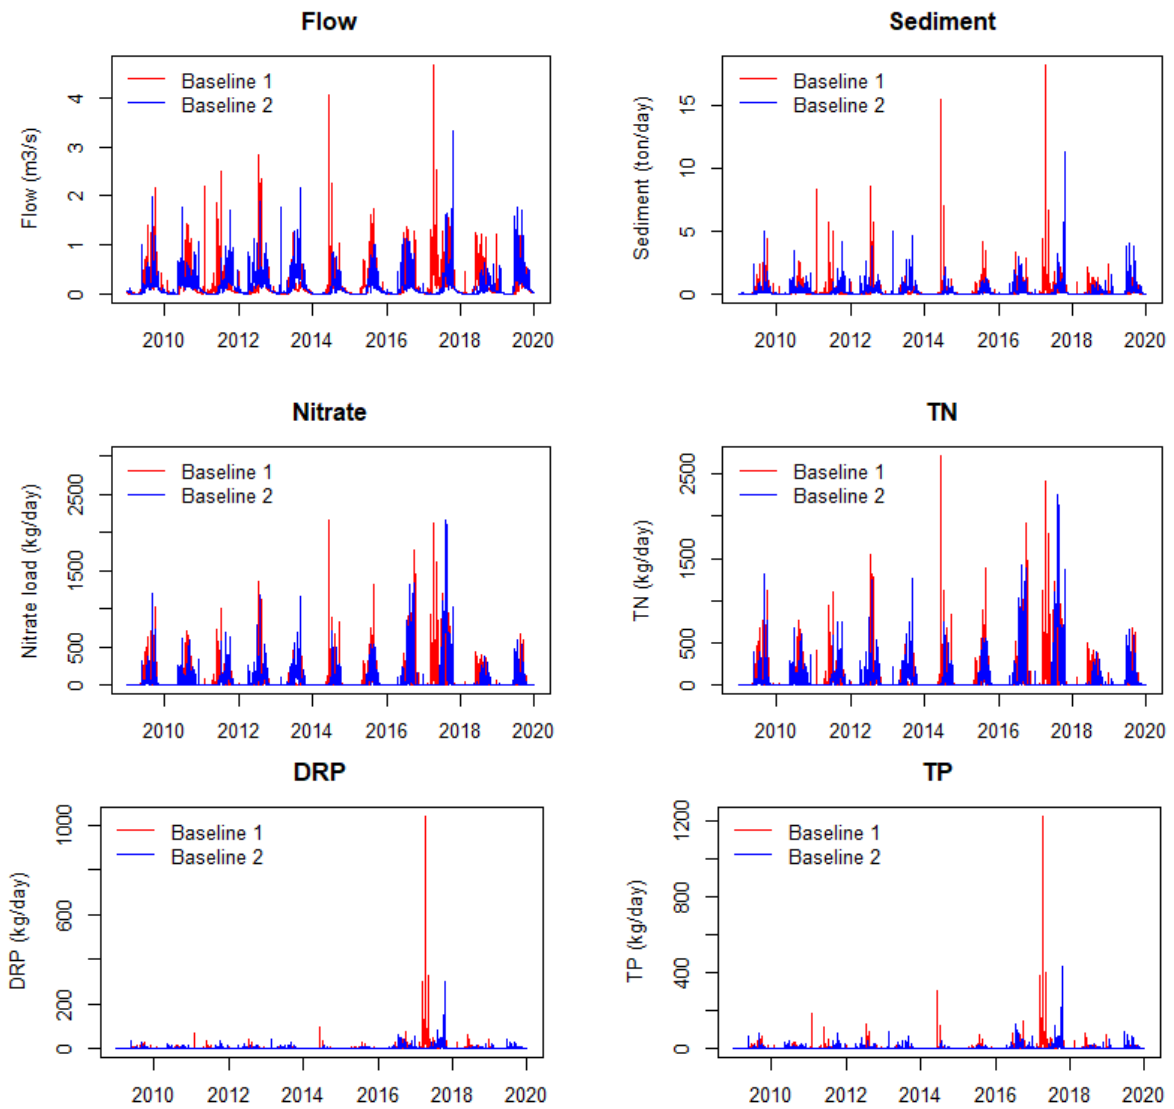 Flow
Sediment
Baseline 1
Baseline 2
Flow (m3/s)
0
1
2
3
4
2010 2012 2014 2016 2018 2020
Baseline 1
Baseline 2
Sediment (ton/day)
0
5
10
15
2010 2012 2014 2016 2018 2020
Nitrate
TN
Baseline 1
Baseline 2
Nitrate load (kg/day)
0
500
1500
2500
2010 2012 2014 2016 2018 2020
Baseline 1
Baseline 2
TN (kg/day)
0
500
1500
2500
2010 2012 2014 2016 2018 2020
DRP
TP
Baseline 1
Baseline 2
DRP (kg/day)
0
200
600
1000
2010 2012 2014 2016 2018 2020
Baseline 1
Baseline 2
TP (kg/day)
0
400
800
1200
2010 2012 2014 2016 2018 2020